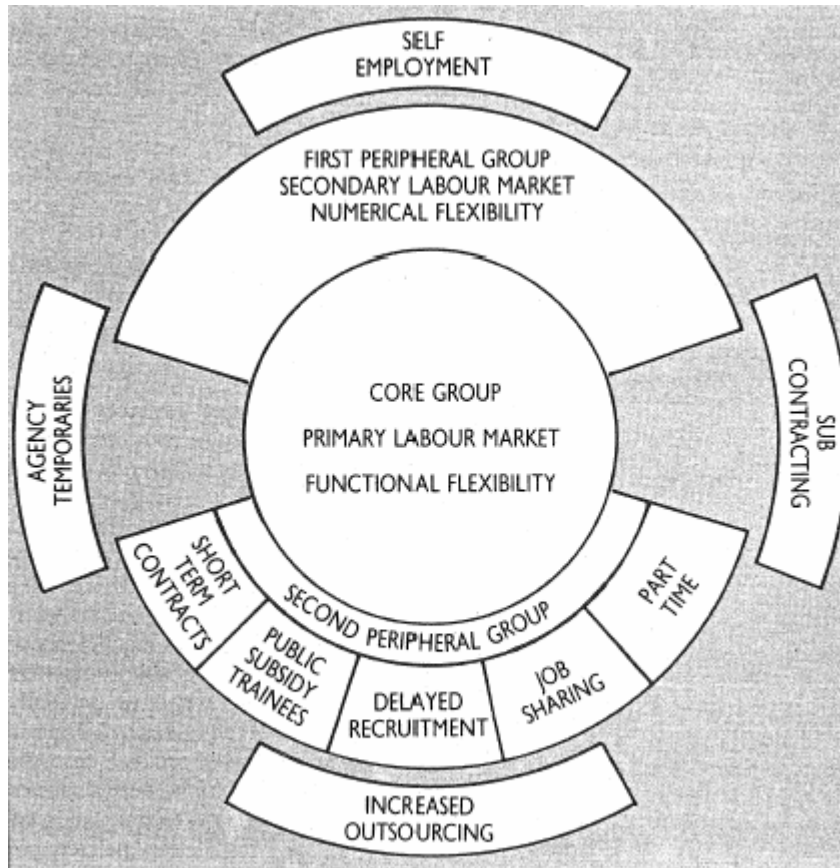 SELF
EMPLOYMENT
FIRST PERIPHERAL GROUP
SECONDARY LABOUR MARKET
NUMERICAL FLEXIBILITY
AGENCY
TEMPORARIES
SUB
CONTRACTING
CORE GROUP
PRIMARY LABOUR MARKET
FUNCTIONAL FLEXIBILITY
SECOND PERIPHERAL GROUP
SHORT
TERM
CONTRACTS
PUBLIC
SUBSIDY
TRAINEES
DELAYED
RECRUITMENT
JOB
SHARING
PART
TIME
INCREASED
OUTSOURCING